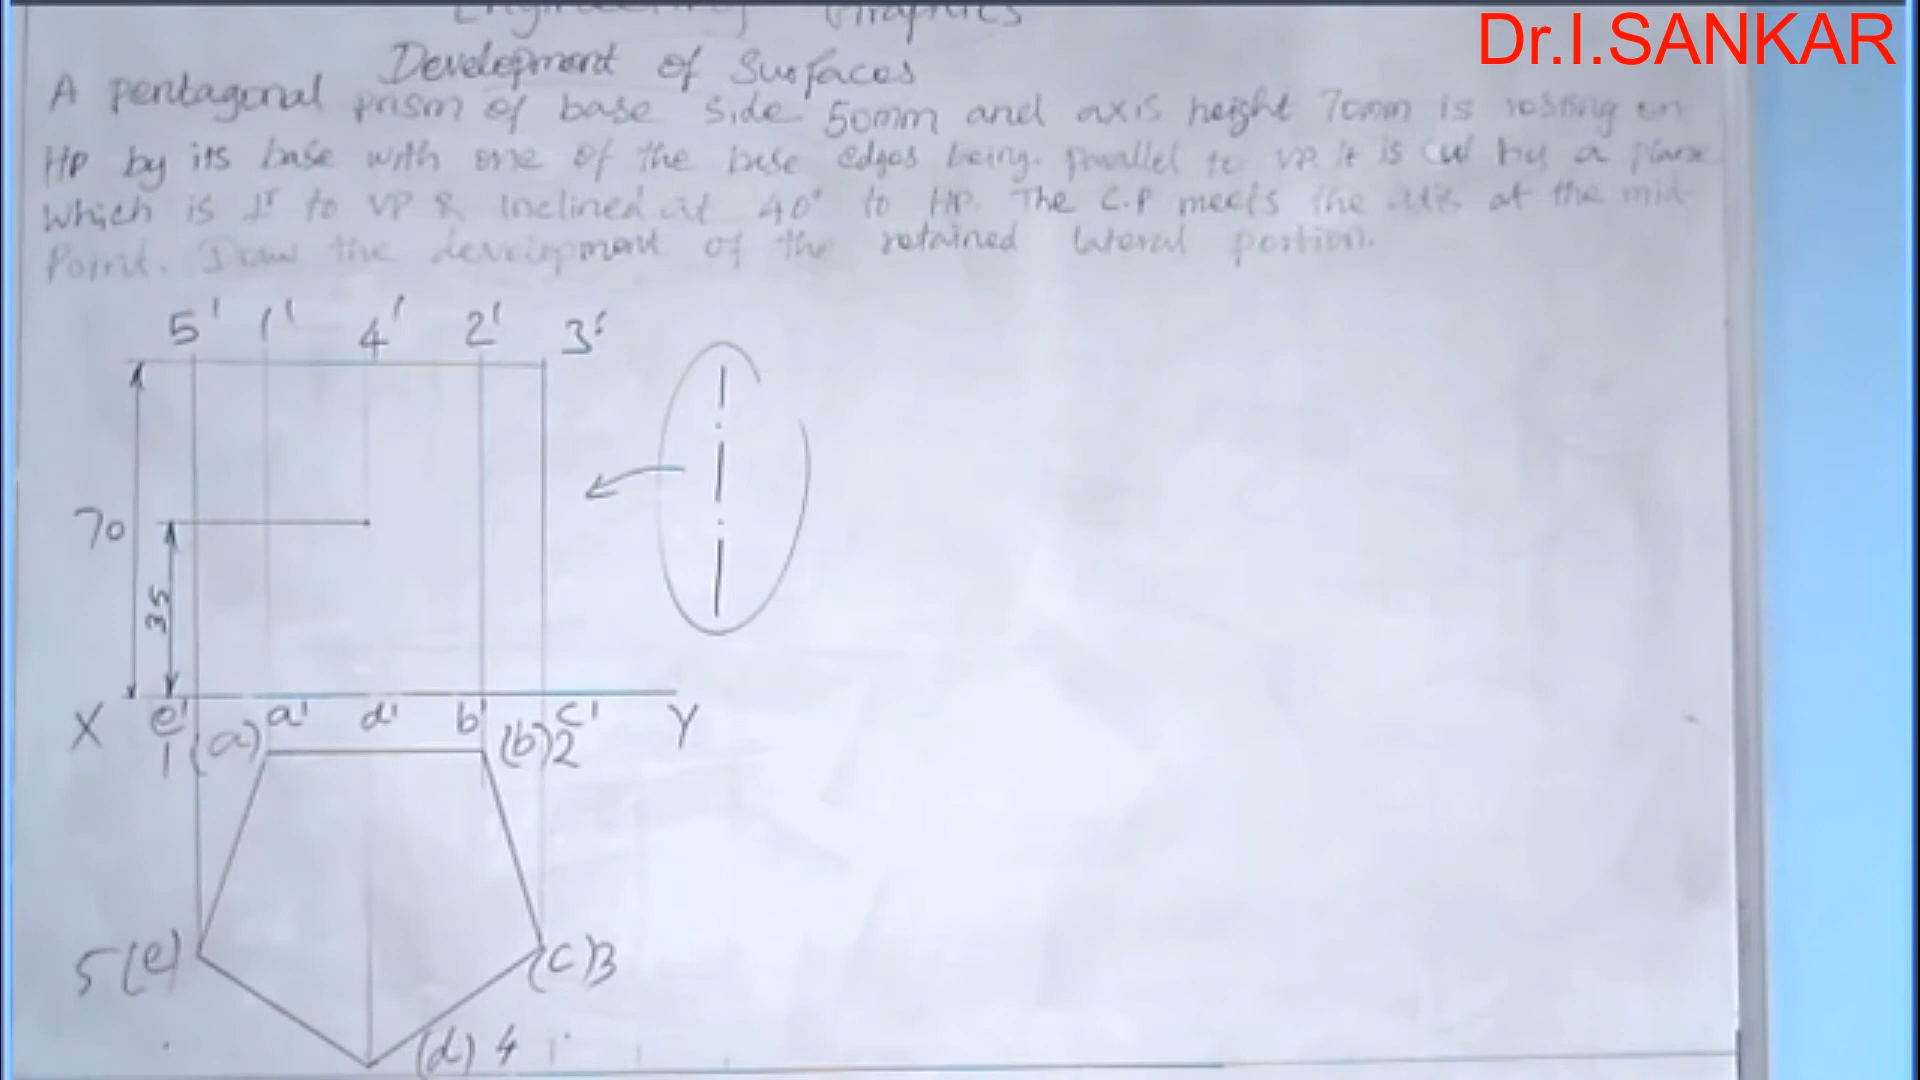 Engineering Graphics
Dr.I.SANKAR
Development of Surfaces
A pentagonal prism of base side 50mm and axis height 70mm is resting on
HP by its base with one of the base edges being parallel to VP. It is cut by a plane
which is 1r to VP & inclined at 40° to HP. The C.P meets the axis at the mid
Point. Draw the development of the retained lateral portion.
5' 1' 4' 2' 3'
70
35
X e' a' d' b' c' Y
1(a) (b)2
5(e) (c)3
(d) 4